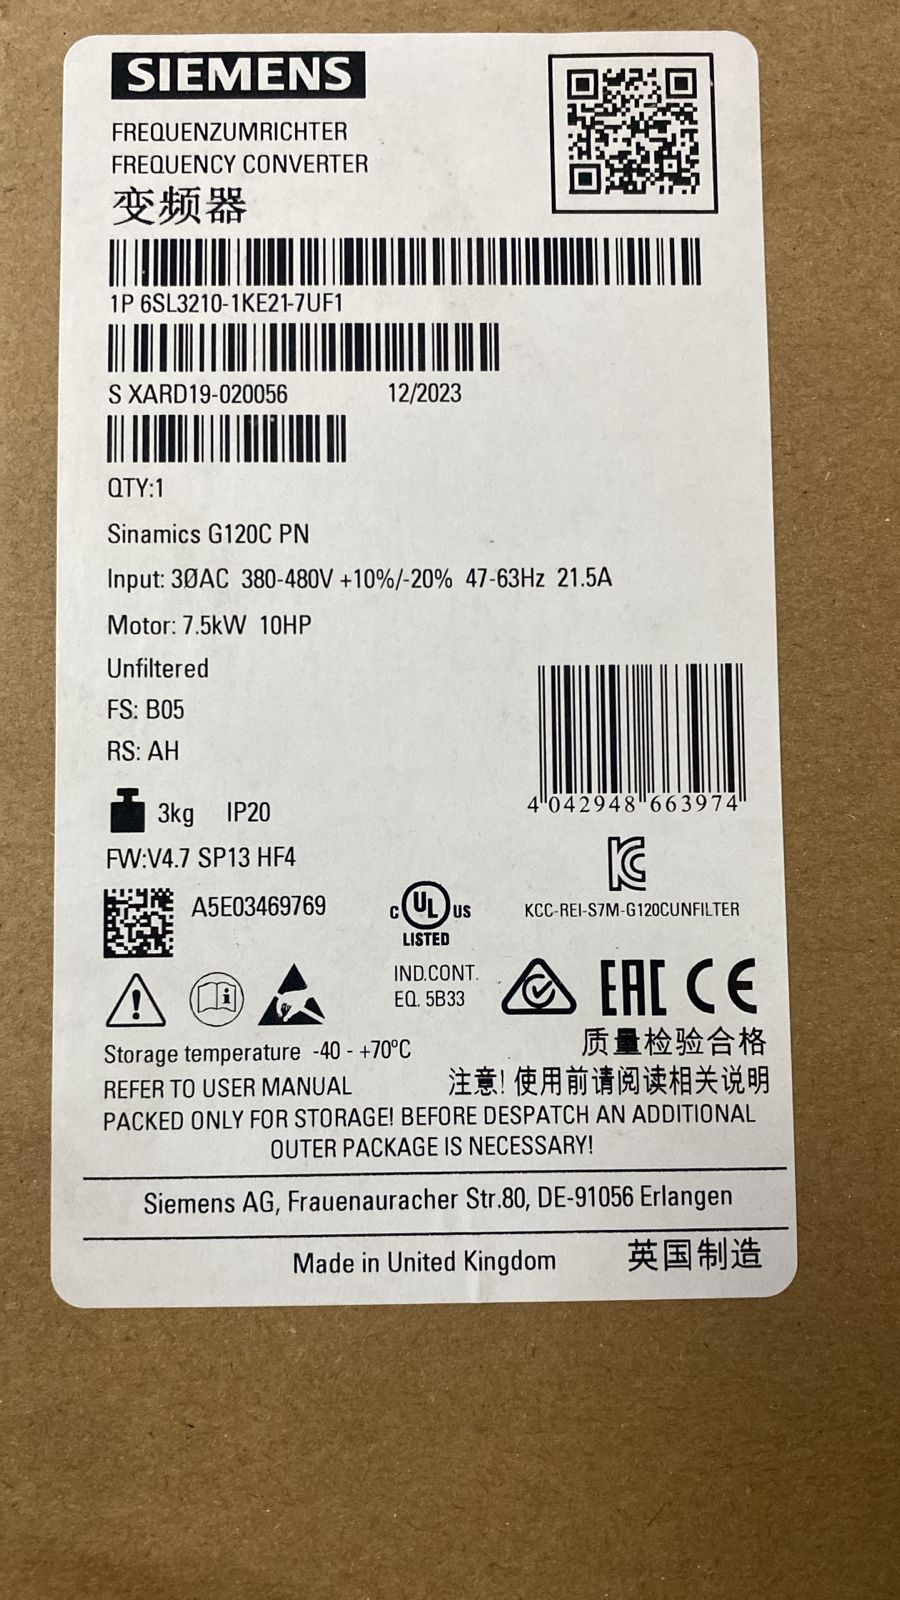 SIEMENS
FREQUENZUMRICHTER
FREQUENCY CONVERTER
变频器
1P 6SL3210-1KE21-7UF1
S XARD19-020056 12/2023
QTY:1
Sinamics G120C PN
Input: 3ØAC 380-480V +10%/-20% 47-63Hz 21.5A
Motor: 7.5kW 10HP
Unfiltered
FS: B05
RS: AH
4 042948 663974
3kg IP20
FW:V4.7 SP13 HF4
A5E03469769
C UL US
LISTED
KCC-REI-S7M-G120CUNFILTER
IND.CONT.
EQ. 5B33
EAC CE
质量检验合格
Storage temperature -40 - +70ºC
REFER TO USER MANUAL 注意! 使用前请阅读相关说明
PACKED ONLY FOR STORAGE! BEFORE DESPATCH AN ADDITIONAL
OUTER PACKAGE IS NECESSARY!
Siemens AG, Frauenauracher Str.80, DE-91056 Erlangen
Made in United Kingdom 英国制造